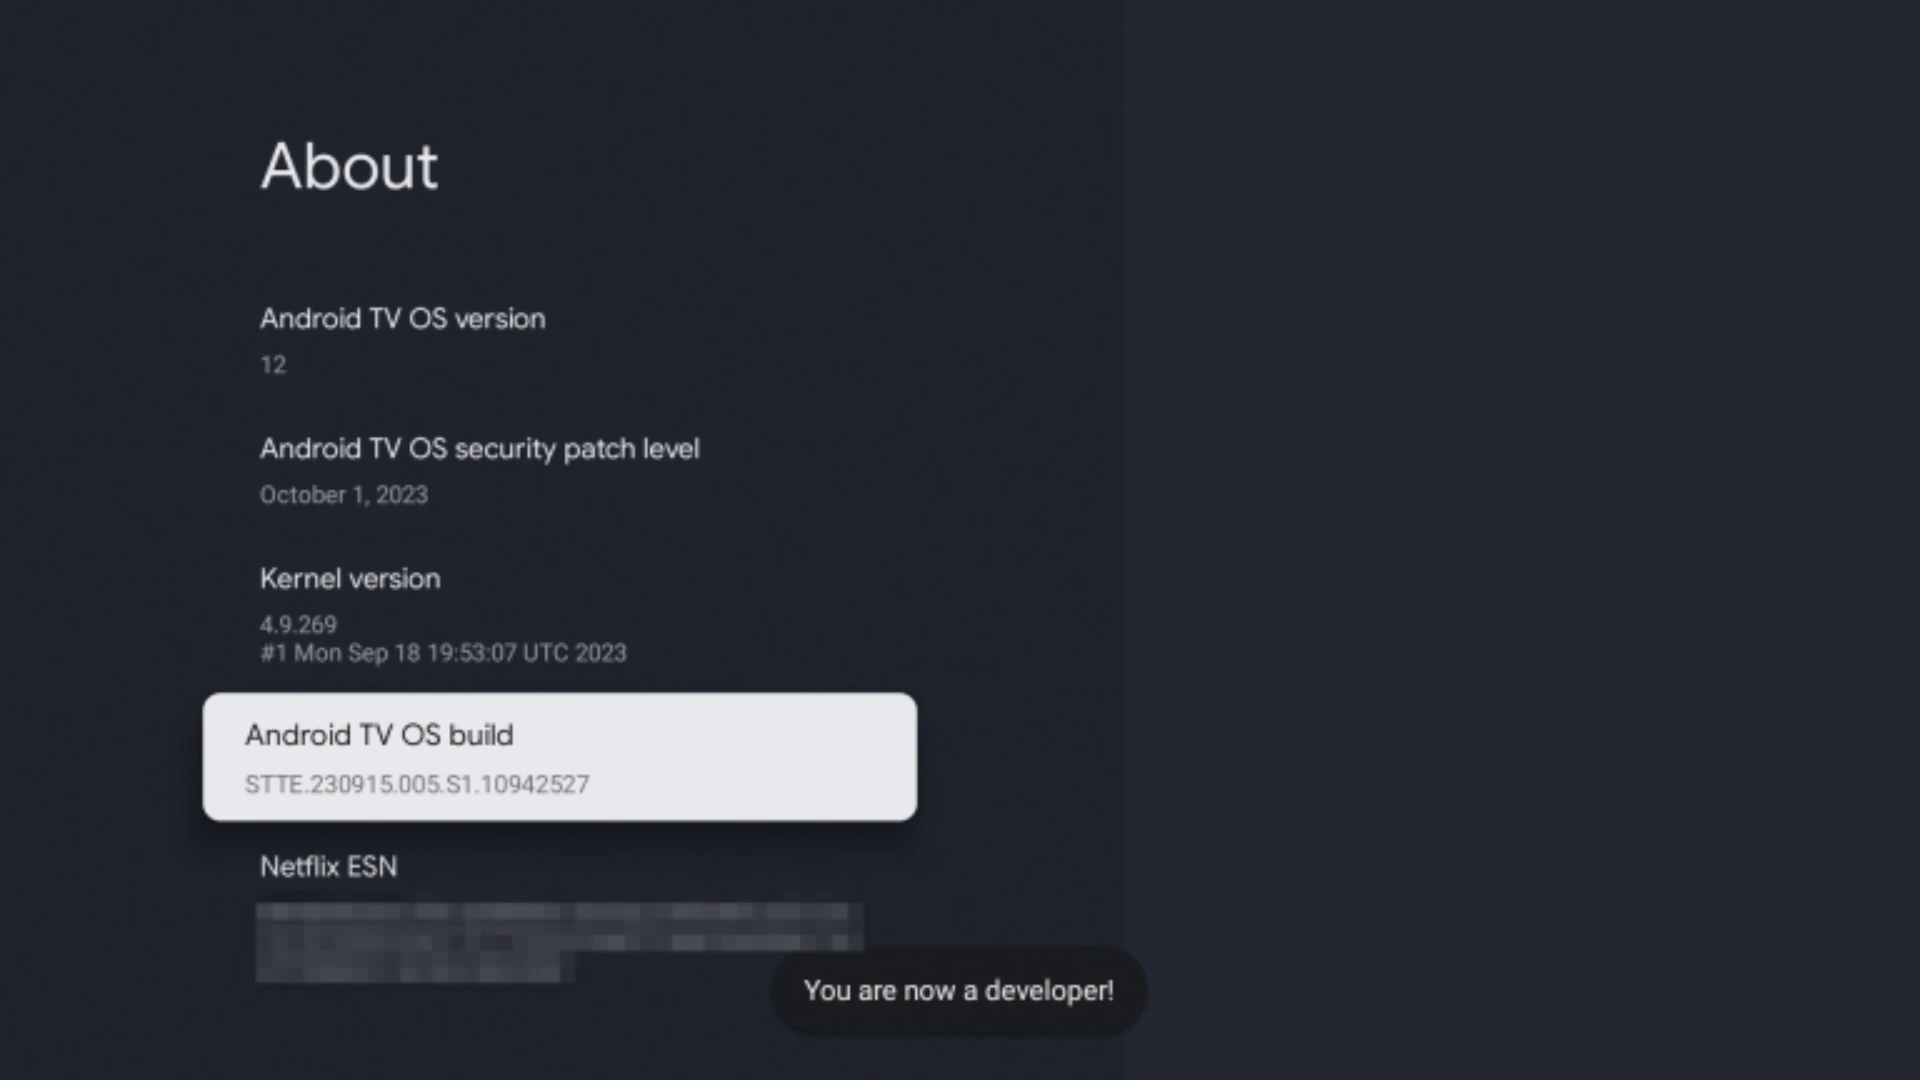 About
Android TV OS version
12
Android TV OS security patch level
October 1, 2023
Kernel version
4.9.269
#1 Mon Sep 18 19:53:07 UTC 2023
Android TV OS build
STTE.230915.005.S1.10942527
Netflix ESN
You are now a developer!